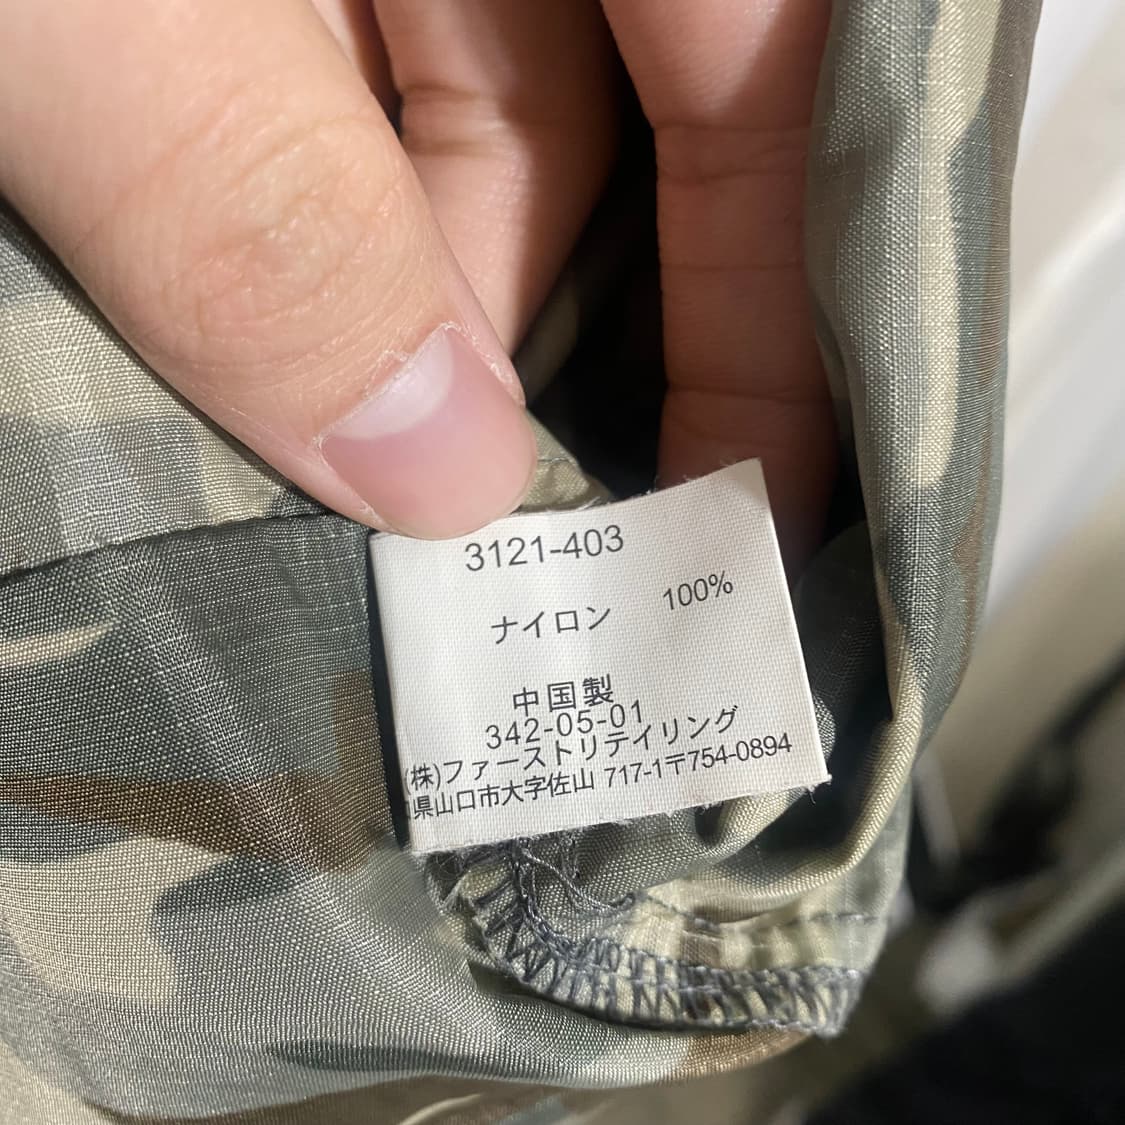 3121-403
ナイロン 100%
中国製
342-05-01
(株)ファーストリテイリング
県山口市大字佐山 717-1〒754-0894